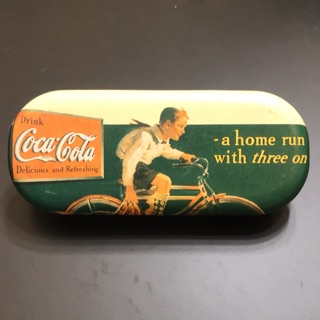 Drink
Coca-Cola
Delicious and Refreshing
-a home run
with three on